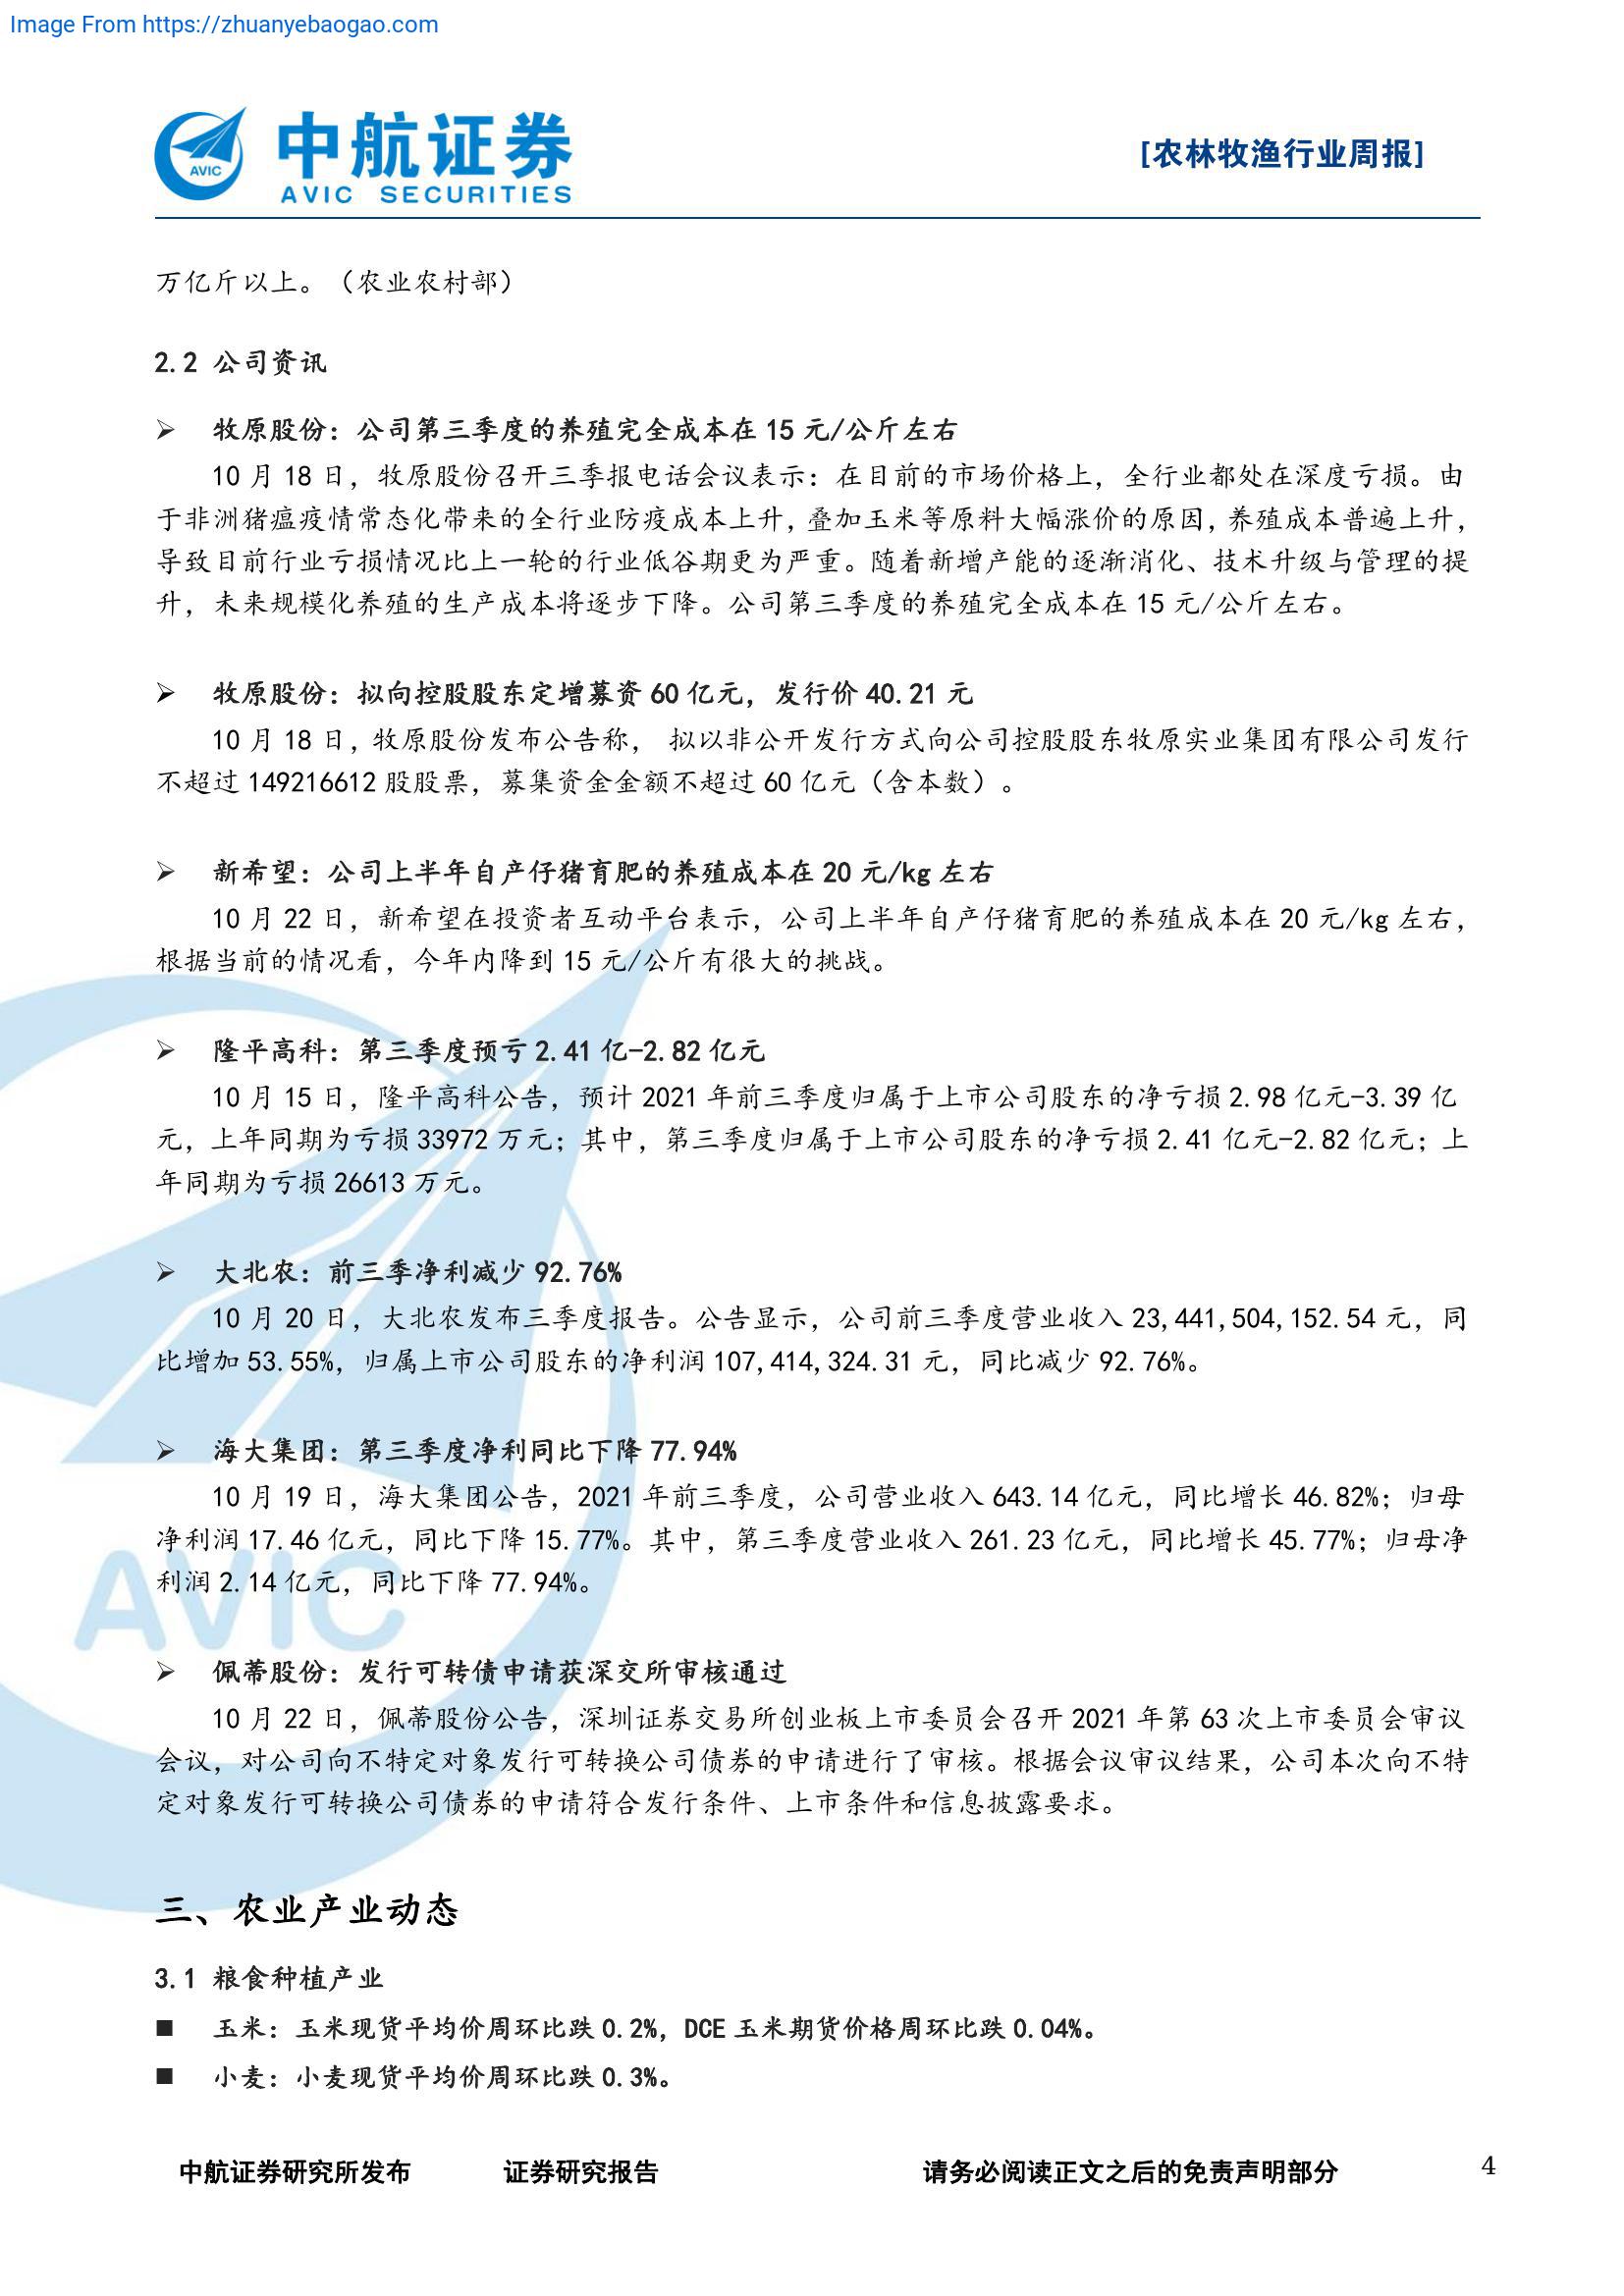 Image From https://zhuanyebaogao.com
AVIC
中航证券
AVIC SECURITIES
[农林牧渔行业周报]
万亿斤以上。（农业农村部）
2.2 公司资讯
➢ 牧原股份：公司第三季度的养殖完全成本在 15 元/公斤左右
10 月 18 日，牧原股份召开三季报电话会议表示：在目前的市场价格上，全行业都处在深度亏损。由
于非洲猪瘟疫情常态化带来的全行业防疫成本上升，叠加玉米等原料大幅涨价的原因，养殖成本普遍上升，
导致目前行业亏损情况比上一轮的行业低谷期更为严重。随着新增产能的逐渐消化、技术升级与管理的提
升，未来规模化养殖的生产成本将逐步下降。公司第三季度的养殖完全成本在 15 元/公斤左右。
➢ 牧原股份：拟向控股股东定增募资 60 亿元，发行价 40.21 元
10 月 18 日，牧原股份发布公告称， 拟以非公开发行方式向公司控股股东牧原实业集团有限公司发行
不超过 149216612 股股票，募集资金金额不超过 60 亿元（含本数）。
➢ 新希望：公司上半年自产仔猪育肥的养殖成本在 20 元/kg 左右
10 月 22 日，新希望在投资者互动平台表示，公司上半年自产仔猪育肥的养殖成本在 20 元/kg 左右，
根据当前的情况看，今年内降到 15 元/公斤有很大的挑战。
➢ 隆平高科：第三季度预亏 2.41 亿-2.82 亿元
10 月 15 日，隆平高科公告，预计 2021 年前三季度归属于上市公司股东的净亏损 2.98 亿元-3.39 亿
元，上年同期为亏损 33972 万元；其中，第三季度归属于上市公司股东的净亏损 2.41 亿元-2.82 亿元；上
年同期为亏损 26613 万元。
➢ 大北农：前三季净利减少 92.76%
10 月 20 日，大北农发布三季度报告。公告显示，公司前三季度营业收入 23,441,504,152.54 元，同
比增加 53.55%，归属上市公司股东的净利润 107,414,324.31 元，同比减少 92.76%。
➢ 海大集团：第三季度净利同比下降 77.94%
10 月 19 日，海大集团公告，2021 年前三季度，公司营业收入 643.14 亿元，同比增长 46.82%；归母
净利润 17.46 亿元，同比下降 15.77%。其中，第三季度营业收入 261.23 亿元，同比增长 45.77%；归母净
利润 2.14 亿元，同比下降 77.94%。
AVIC
➢ 佩蒂股份：发行可转债申请获深交所审核通过
10 月 22 日，佩蒂股份公告，深圳证券交易所创业板上市委员会召开 2021 年第 63 次上市委员会审议
会议，对公司向不特定对象发行可转换公司债券的申请进行了审核。根据会议审议结果，公司本次向不特
定对象发行可转换公司债券的申请符合发行条件、上市条件和信息披露要求。
三、农业产业动态
3.1 粮食种植产业
■ 玉米：玉米现货平均价周环比跌 0.2%，DCE 玉米期货价格周环比跌 0.04%。
■ 小麦：小麦现货平均价周环比跌 0.3%。
中航证券研究所发布 证券研究报告 请务必阅读正文之后的免责声明部分 4